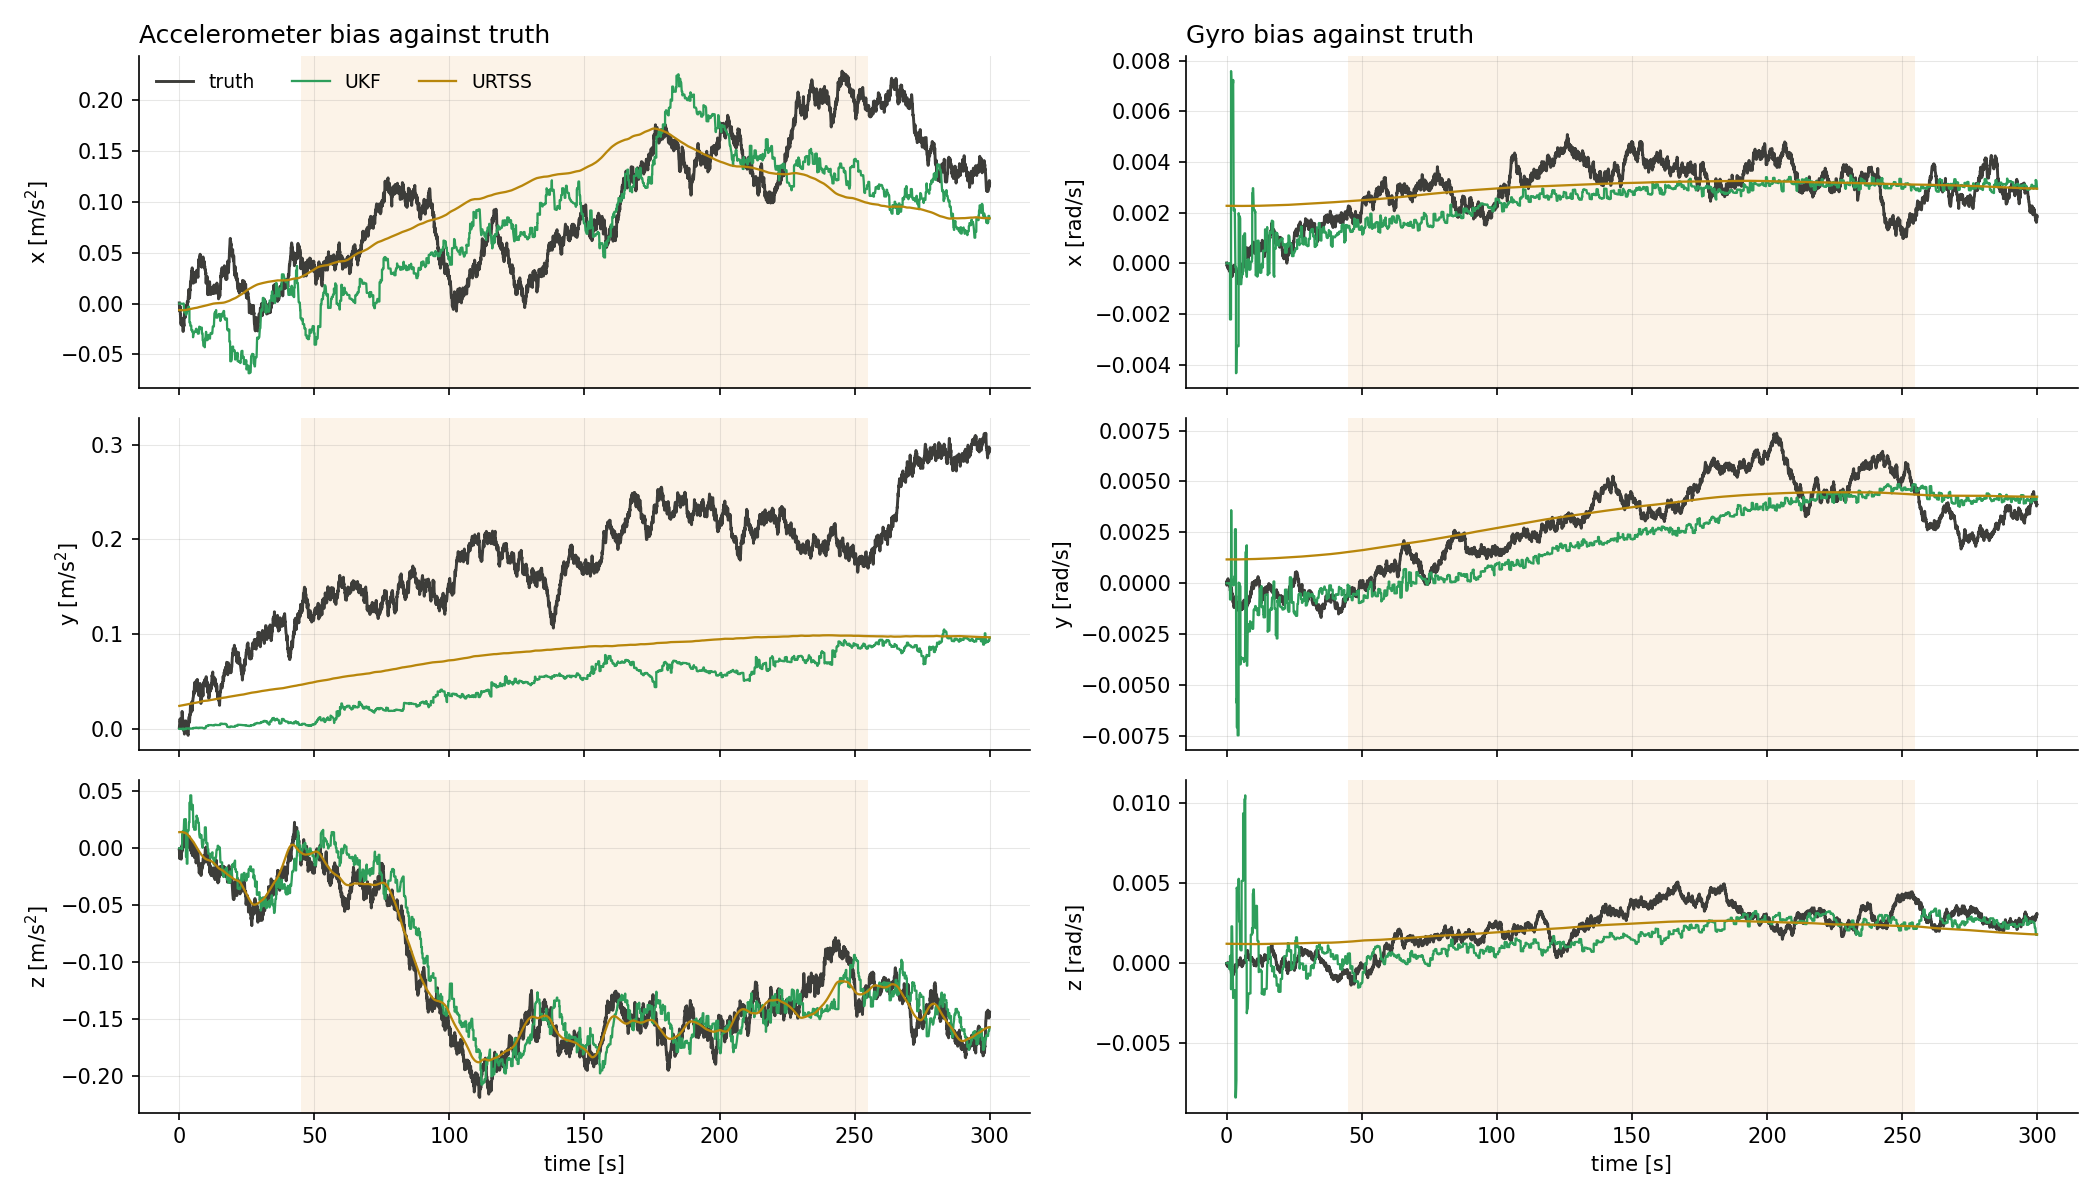 Accelerometer bias against truth
truth UKF URTSS
x [m/s²]
0.20
0.15
0.10
0.05
0.00
−0.05
Gyro bias against truth
x [rad/s]
0.008
0.006
0.004
0.002
0.000
−0.002
−0.004
y [m/s²]
0.3
0.2
0.1
0.0
y [rad/s]
0.0075
0.0050
0.0025
0.0000
−0.0025
−0.0050
−0.0075
z [m/s²]
0.05
0.00
−0.05
−0.10
−0.15
−0.20
0 50 100 150 200 250 300
time [s]
z [rad/s]
0.010
0.005
0.000
−0.005
0 50 100 150 200 250 300
time [s]